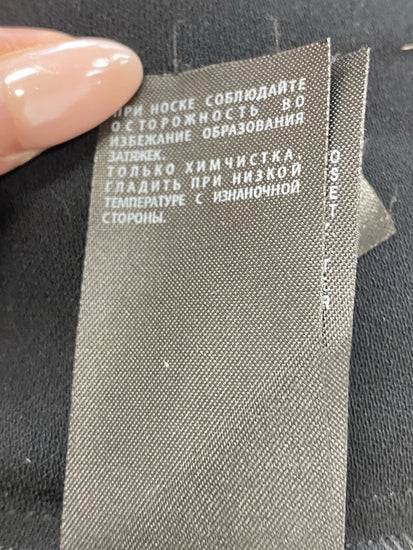 ПРИ НОСКЕ СОБЛЮДАЙТЕ
ОСТОРОЖНОСТЬ ВО
ИЗБЕЖАНИЕ ОБРАЗОВАНИЯ
ЗАТЯЖЕК.
ТОЛЬКО ХИМЧИСТКА,
ГЛАДИТЬ ПРИ НИЗКОЙ
ТЕМПЕРАТУРЕ С ИЗНАНОЧНОЙ
СТОРОНЫ.